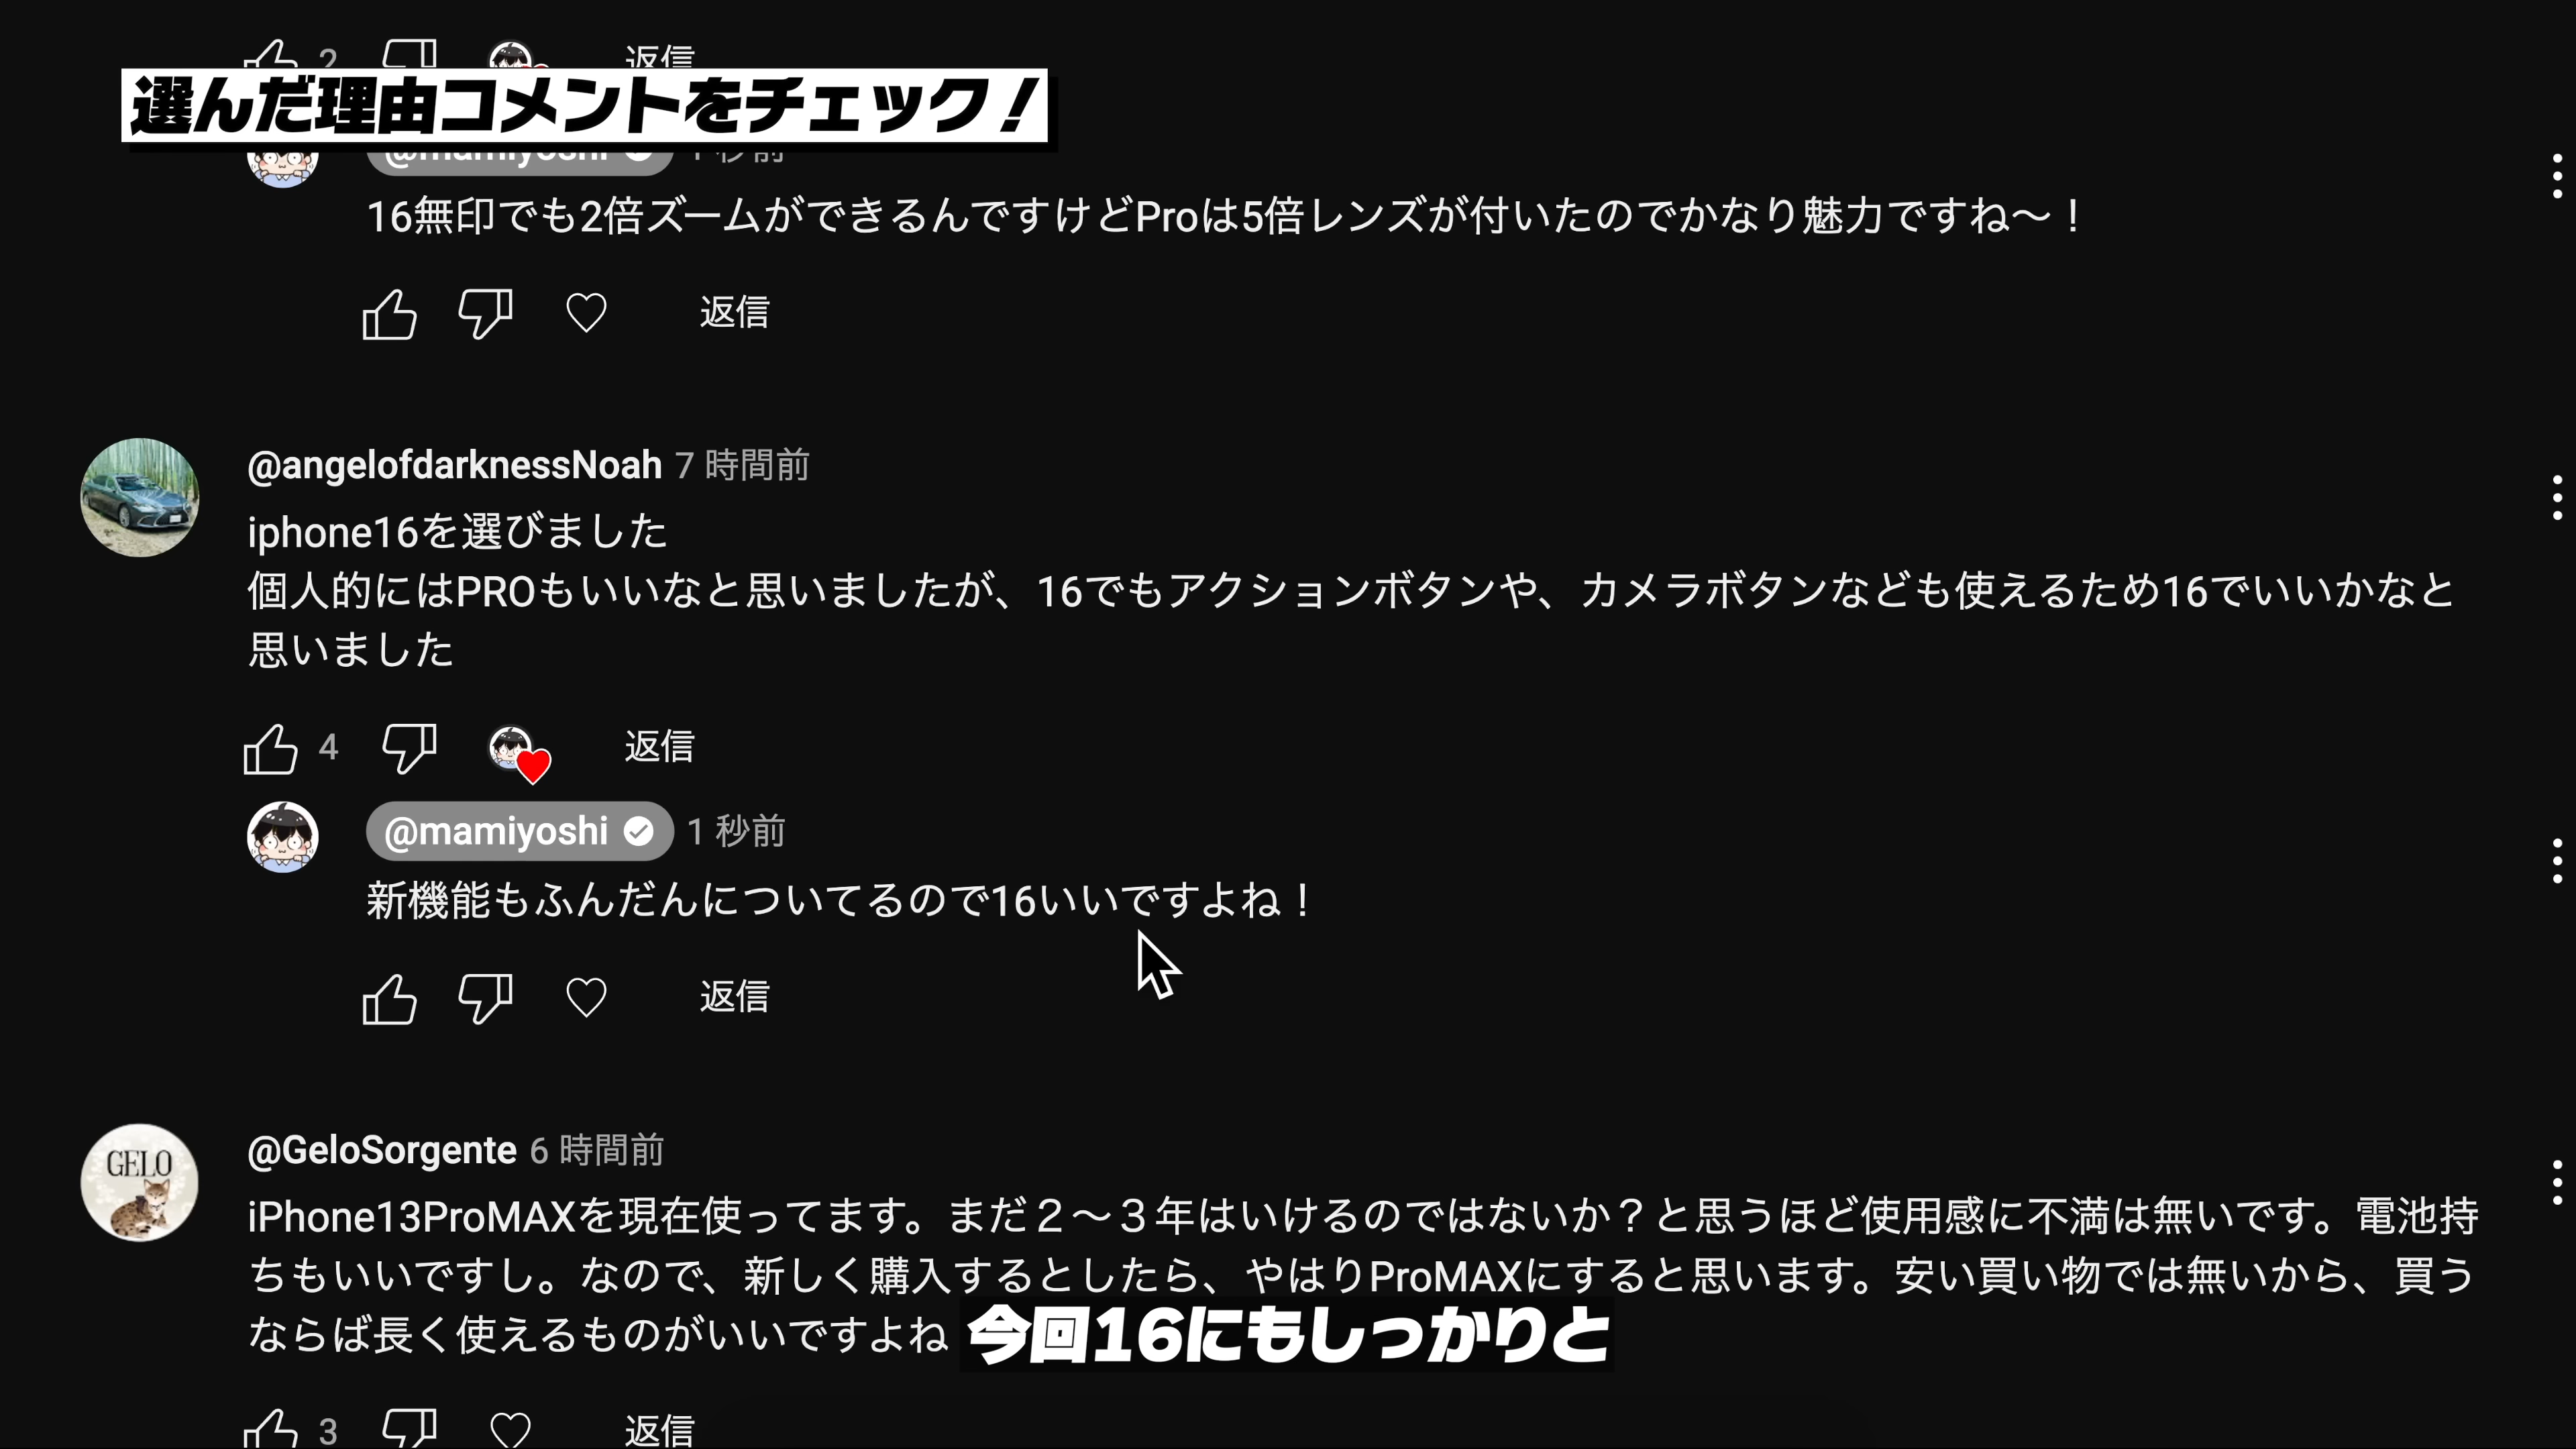 2 返信
選んだ理由コメントをチェック！
@mamiyoshi 1 秒前
16無印でも2倍ズームができるんですけどProは5倍レンズが付いたのでかなり魅力ですね〜！
返信
@angelofdarknessNoah 7 時間前
iphone16を選びました
個人的にはPROもいいなと思いましたが、16でもアクションボタンや、カメラボタンなども使えるため16でいいかなと
思いました
4 返信
@mamiyoshi 1 秒前
新機能もふんだんについてるので16いいですよね！
返信
GELO
@GeloSorgente 6 時間前
iPhone13ProMAXを現在使ってます。まだ２〜３年はいけるのではないか？と思うほど使用感に不満は無いです。電池持
ちもいいですし。なので、新しく購入するとしたら、やはりProMAXにすると思います。安い買い物では無いから、買う
ならば長く使えるものがいいですよね
今回16にもしっかりと
3 返信